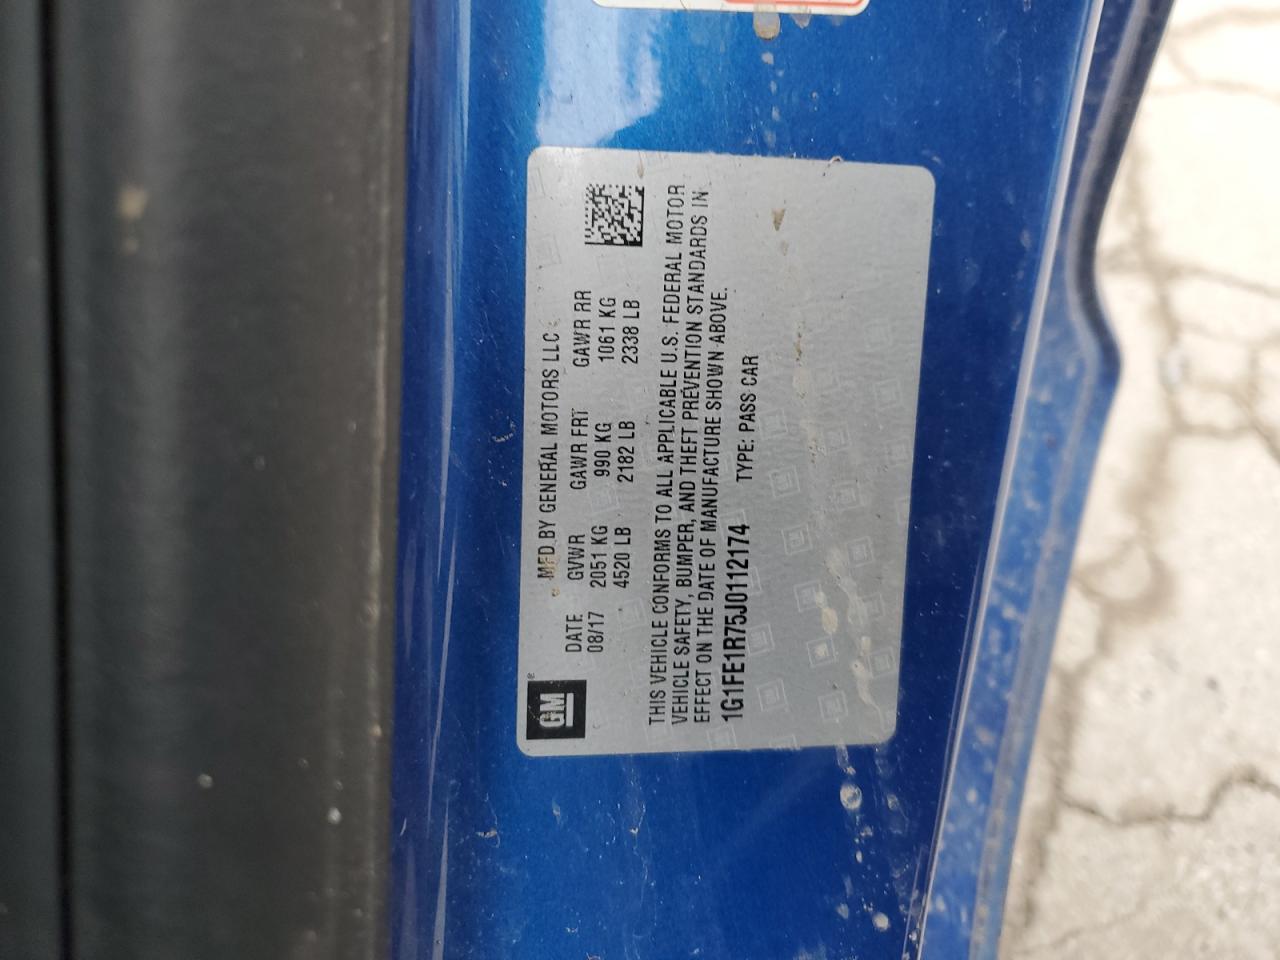 GM
MFD BY GENERAL MOTORS LLC
DATE GVWR GAWR FRT GAWR RR
08/17 2051 KG 990 KG 1061 KG
4520 LB 2182 LB 2338 LB
THIS VEHICLE CONFORMS TO ALL APPLICABLE U.S. FEDERAL MOTOR
VEHICLE SAFETY, BUMPER, AND THEFT PREVENTION STANDARDS IN
EFFECT ON THE DATE OF MANUFACTURE SHOWN ABOVE.
1G1FE1R75J0112174 TYPE: PASS CAR